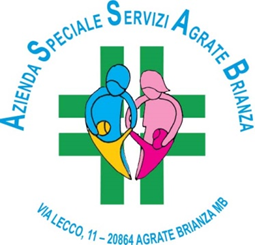 AZIENDA SPECIALE SERVIZI AGRATE BRIANZA
VIA LECCO, 11 – 20864 AGRATE BRIANZA MB